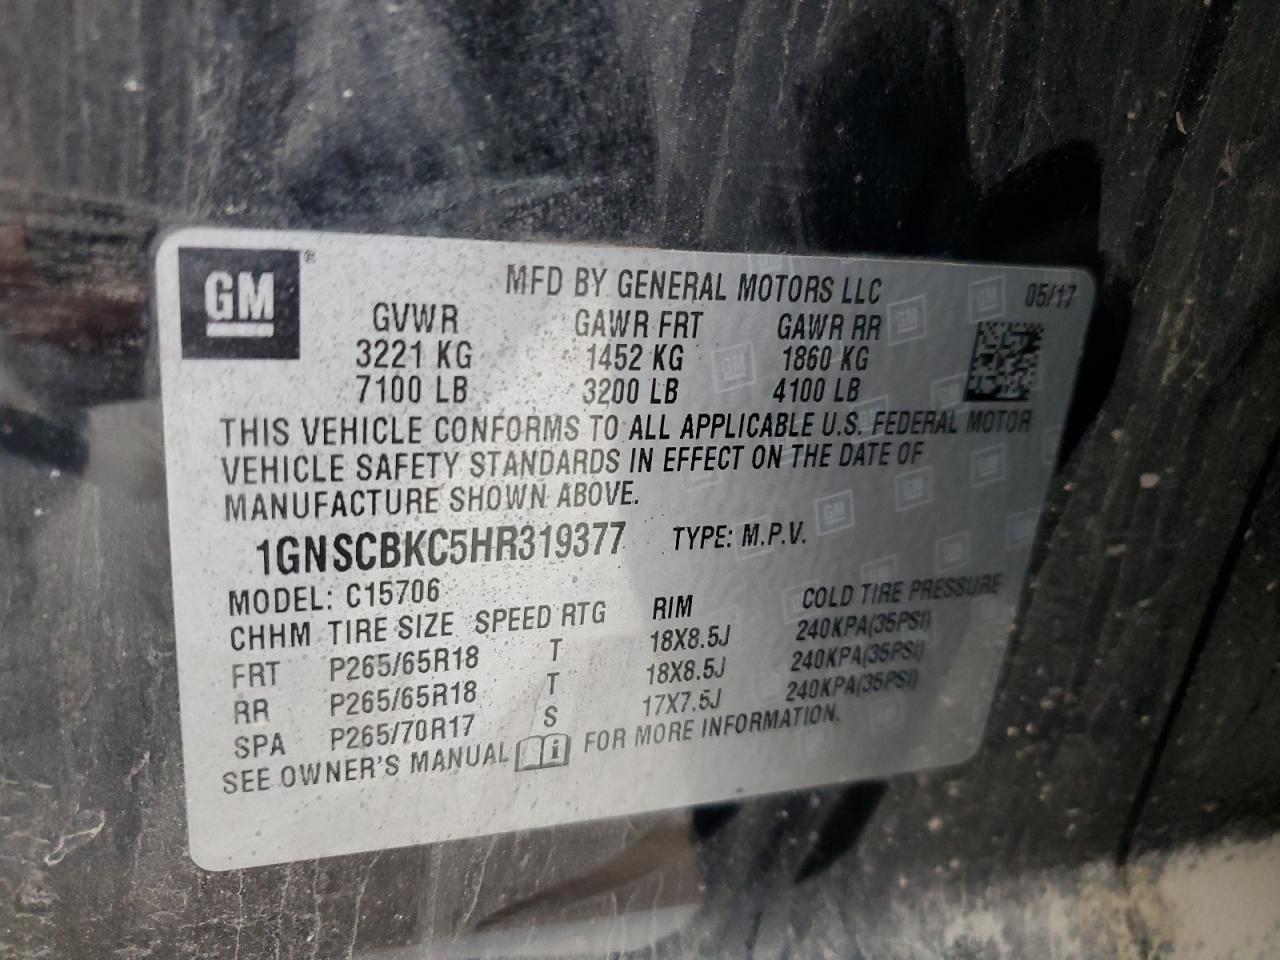 GM®
MFD BY GENERAL MOTORS LLC 05/17
GVWR GAWR FRT GAWR RR
3221 KG 1452 KG 1860 KG
7100 LB 3200 LB 4100 LB
THIS VEHICLE CONFORMS TO ALL APPLICABLE U.S. FEDERAL MOTOR
VEHICLE SAFETY STANDARDS IN EFFECT ON THE DATE OF
MANUFACTURE SHOWN ABOVE.
1GNSCBKC5HR319377 TYPE: M.P.V.
MODEL: C15706
CHHM TIRE SIZE SPEED RTG RIM COLD TIRE PRESSURE
FRT P265/65R18 T 18X8.5J 240KPA(35PSI)
RR P265/65R18 T 18X8.5J 240KPA(35PSI)
SPA P265/70R17 S 17X7.5J 240KPA(35PSI)
SEE OWNER'S MANUAL FOR MORE INFORMATION.